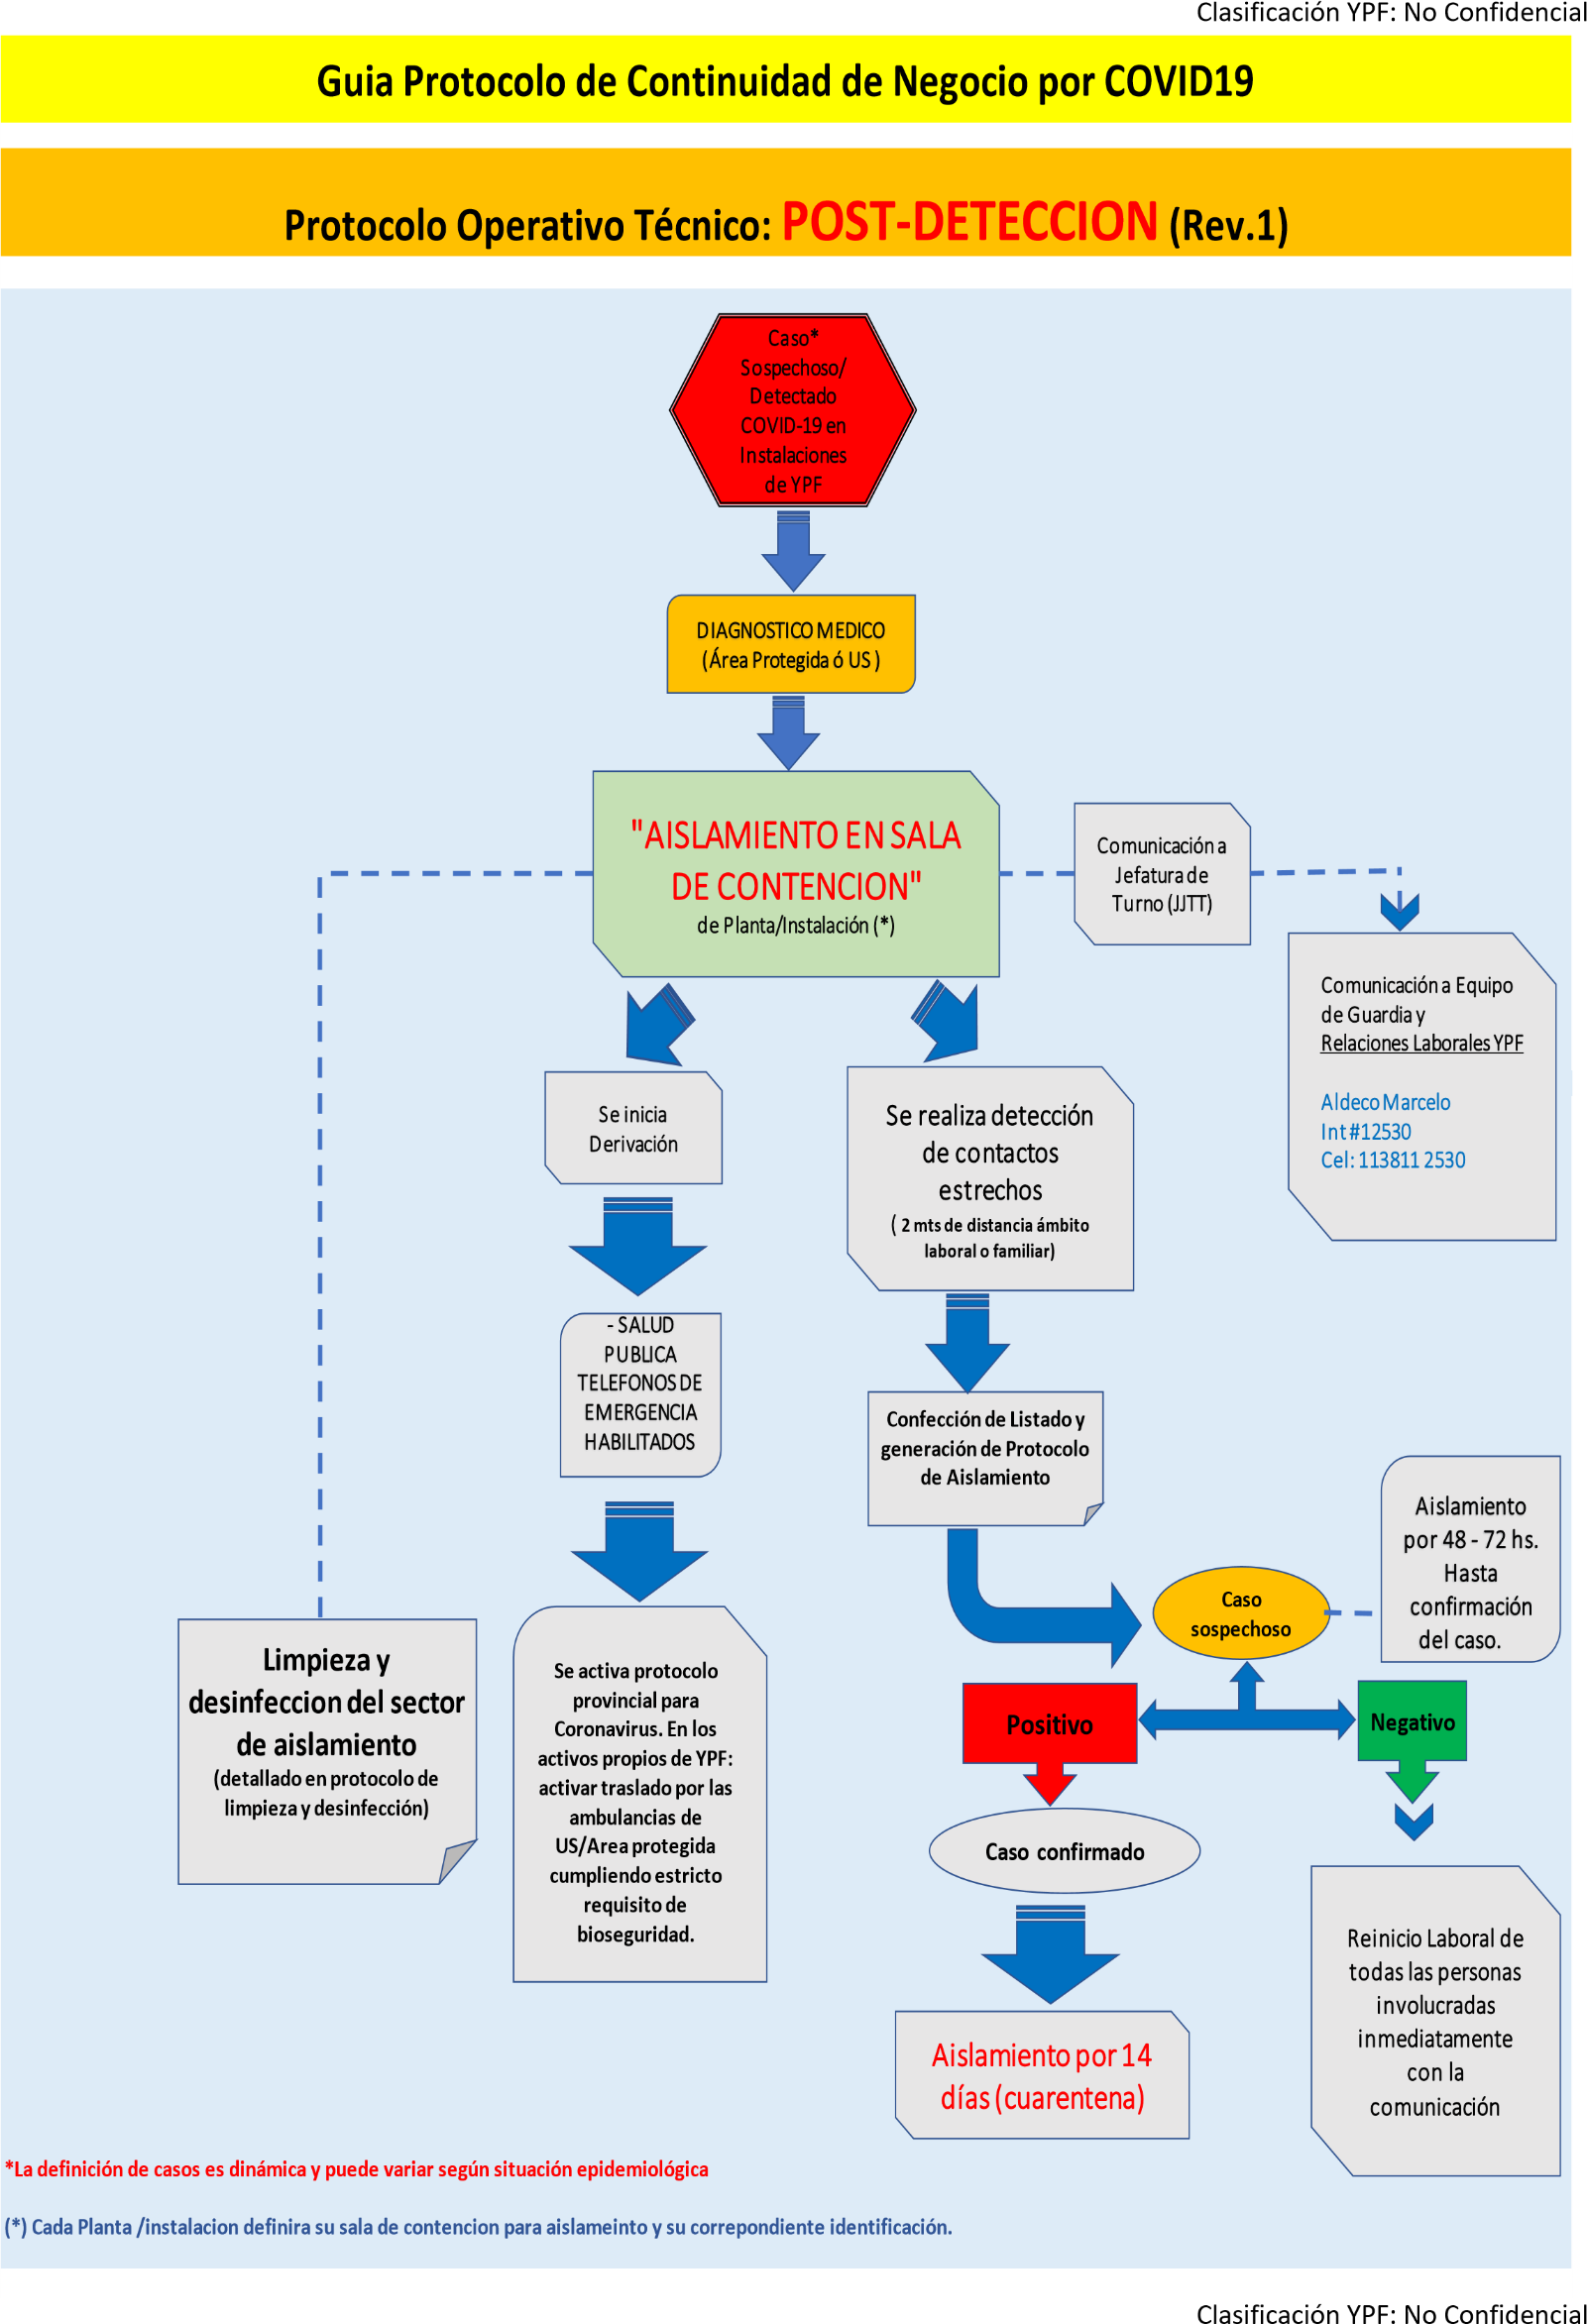 Clasificación YPF: No Confidencial
Guia Protocolo de Continuidad de Negocio por COVID19
Protocolo Operativo Técnico: POST-DETECCION (Rev.1)
Caso*
Sospechoso/
Detectado
COVID-19 en
Instalaciones
de YPF
DIAGNOSTICO MEDICO
(Área Protegida ó US )
"AISLAMIENTO EN SALA
DE CONTENCION"
de Planta/Instalación (*)
Comunicación a
Jefatura de
Turno (JJTT)
Comunicación a Equipo
de Guardia y
Relaciones Laborales YPF
Aldeco Marcelo
Int #12530
Cel: 113811 2530
Se inicia
Derivación
Se realiza detección
de contactos
estrechos
( 2 mts de distancia ámbito
laboral o familiar)
- SALUD
PUBLICA
TELEFONOS DE
EMERGENCIA
HABILITADOS
Confección de Listado y
generación de Protocolo
de Aislamiento
Aislamiento
por 48 - 72 hs.
Hasta
confirmación
del caso.
Caso
sospechoso
Limpieza y
desinfeccion del sector
de aislamiento
(detallado en protocolo de
limpieza y desinfección)
Se activa protocolo
provincial para
Coronavirus. En los
activos propios de YPF:
activar traslado por las
ambulancias de
US/Area protegida
cumpliendo estricto
requisito de
bioseguridad.
Positivo
Negativo
Caso confirmado
Reinicio Laboral de
todas las personas
involucradas
inmediatamente
con la
comunicación
Aislamiento por 14
días (cuarentena)
*La definición de casos es dinámica y puede variar según situación epidemiológica
(*) Cada Planta /instalacion definira su sala de contencion para aislameinto y su correpondiente identificación.
Clasificación YPF: No Confidencial